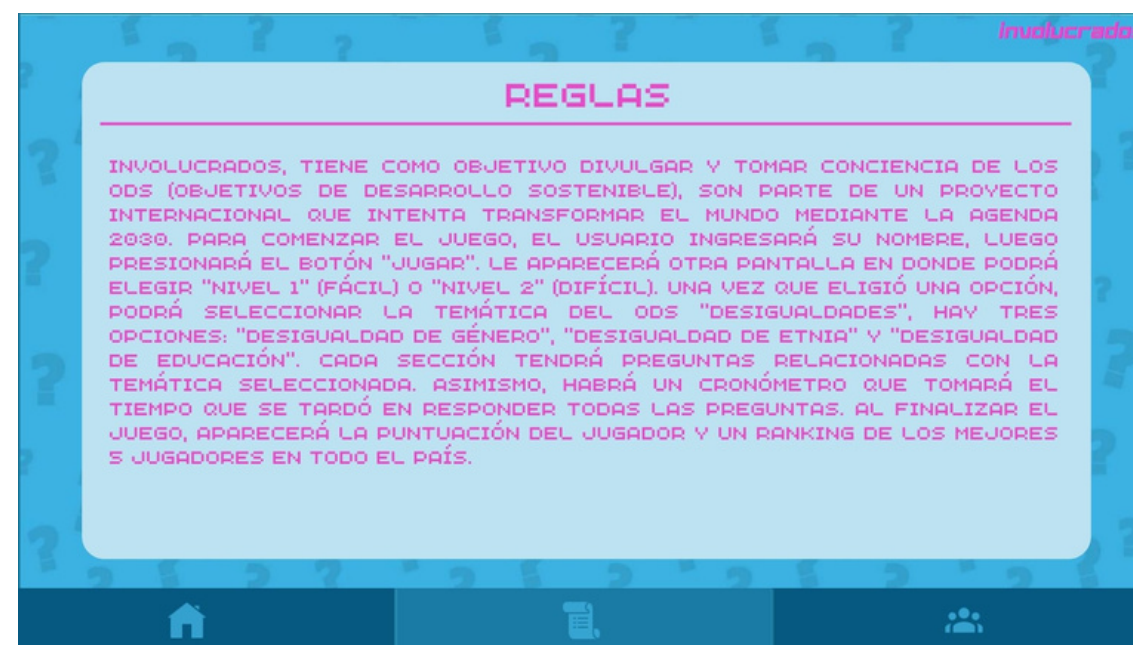 Involucrado
REGLAS
INVOLUCRADOS, TIENE COMO OBJETIVO DIVULGAR Y TOMAR CONCIENCIA DE LOS
ODS (OBJETIVOS DE DESARROLLO SOSTENIBLE), SON PARTE DE UN PROYECTO
INTERNACIONAL QUE INTENTA TRANSFORMAR EL MUNDO MEDIANTE LA AGENDA
2030. PARA COMENZAR EL JUEGO, EL USUARIO INGRESARÁ SU NOMBRE, LUEGO
PRESIONARÁ EL BOTÓN "JUGAR". LE APARECERÁ OTRA PANTALLA EN DONDE PODRÁ
ELEGIR "NIVEL 1" (FÁCIL) O "NIVEL 2" (DIFÍCIL). UNA VEZ QUE ELIGIÓ UNA OPCIÓN,
PODRÁ SELECCIONAR LA TEMÁTICA DEL ODS "DESIGUALDADES", HAY TRES
OPCIONES: "DESIGUALDAD DE GÉNERO", "DESIGUALDAD DE ETNIA" Y "DESIGUALDAD
DE EDUCACIÓN". CADA SECCIÓN TENDRÁ PREGUNTAS RELACIONADAS CON LA
TEMÁTICA SELECCIONADA. ASIMISMO, HABRÁ UN CRONÓMETRO QUE TOMARÁ EL
TIEMPO QUE SE TARDÓ EN RESPONDER TODAS LAS PREGUNTAS. AL FINALIZAR EL
JUEGO, APARECERÁ LA PUNTUACIÓN DEL JUGADOR Y UN RANKING DE LOS MEJORES
5 JUGADORES EN TODO EL PAÍS.